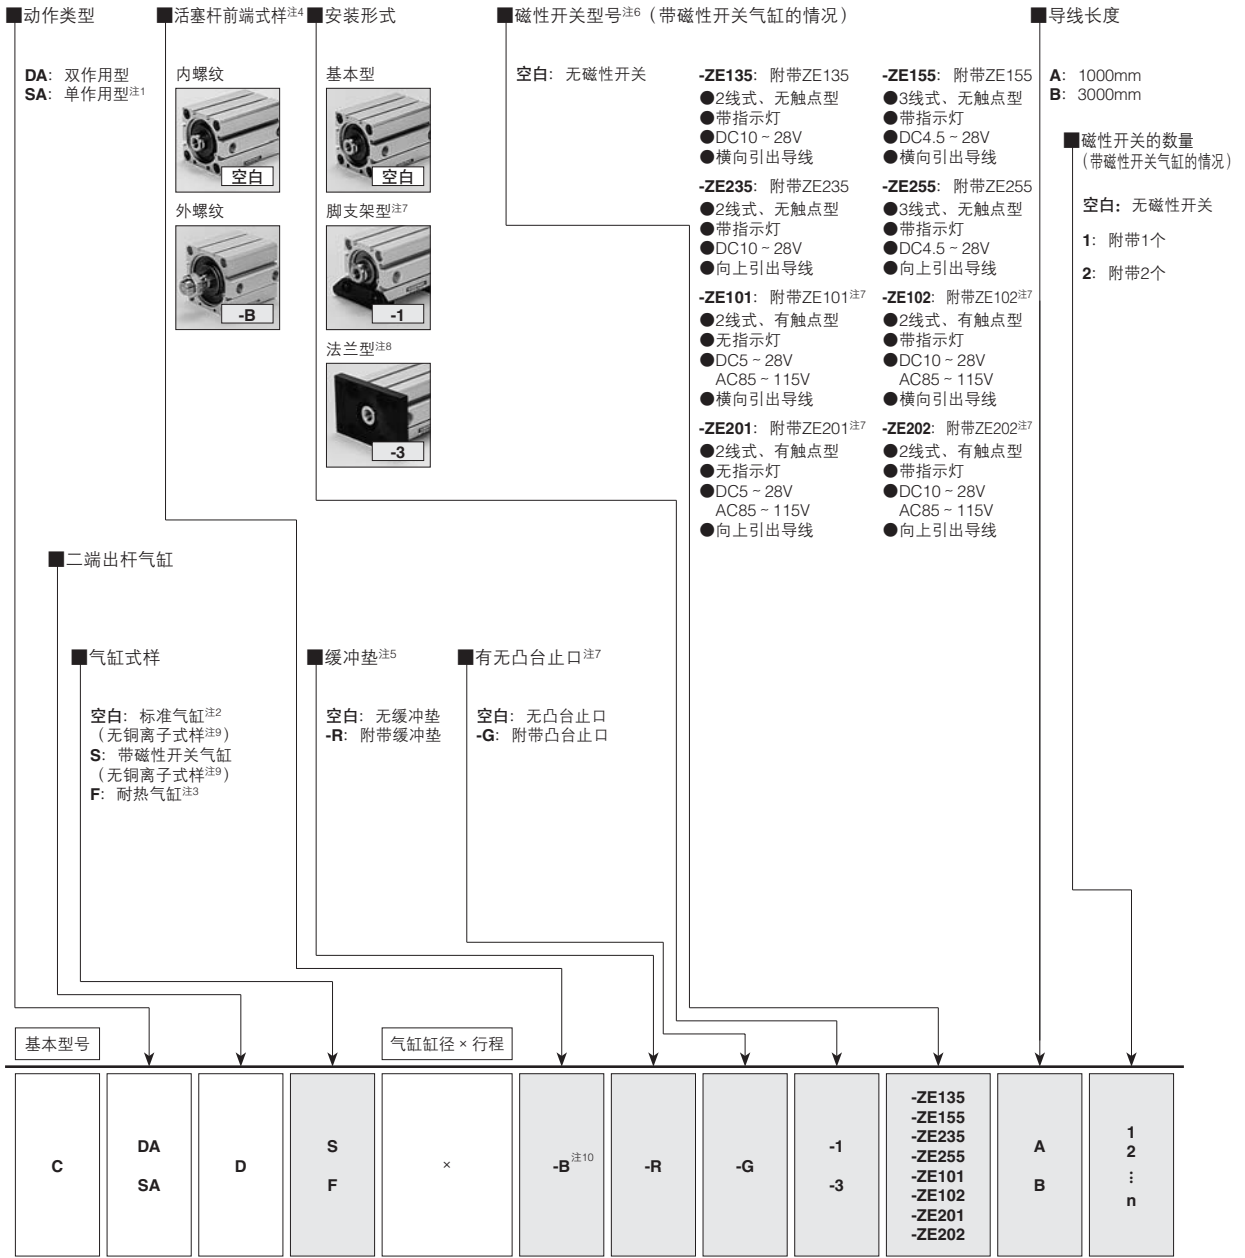 ■动作类型
DA：双作用型
SA：单作用型注1
■活塞杆前端式样注4
内螺纹
空白
外螺纹
-B
■安装形式
基本型
空白
脚支架型注7
-1
法兰型注8
-3
■磁性开关型号注6（带磁性开关气缸的情况）
空白：无磁性开关
-ZE135：附带ZE135
●2线式、无触点型
●带指示灯
●DC10~28V
●横向引出导线
-ZE235：附带ZE235
●2线式、无触点型
●带指示灯
●DC10~28V
●向上引出导线
-ZE101：附带ZE101注7
●2线式、有触点型
●无指示灯
●DC5~28V
AC85~115V
●横向引出导线
-ZE201：附带ZE201注7
●2线式、有触点型
●无指示灯
●DC5~28V
AC85~115V
●向上引出导线
-ZE155：附带ZE155
●3线式、无触点型
●带指示灯
●DC4.5~28V
●横向引出导线
-ZE255：附带ZE255
●3线式、无触点型
●带指示灯
●DC4.5~28V
●向上引出导线
-ZE102：附带ZE102注7
●2线式、有触点型
●带指示灯
●DC10~28V
AC85~115V
●横向引出导线
-ZE202：附带ZE202注7
●2线式、有触点型
●带指示灯
●DC10~28V
AC85~115V
●向上引出导线
■导线长度
A：1000mm
B：3000mm
■磁性开关的数量
（带磁性开关气缸的情况）
空白：无磁性开关
1：附带1个
2：附带2个
■二端出杆气缸
■气缸式样
空白：标准气缸注2
（无铜离子式样注9）
S：带磁性开关气缸
（无铜离子式样注9）
F：耐热气缸注3
■缓冲垫注5
空白：无缓冲垫
-R：附带缓冲垫
■有无凸台止口注7
空白：无凸台止口
-G：附带凸台止口
基本型号
气缸缸径×行程
C
DA
SA
D
S
F
×
-B注10
-R
-G
-1
-3
-ZE135
-ZE155
-ZE235
-ZE255
-ZE101
-ZE102
-ZE201
-ZE202
A
B
1
2
⋮
n